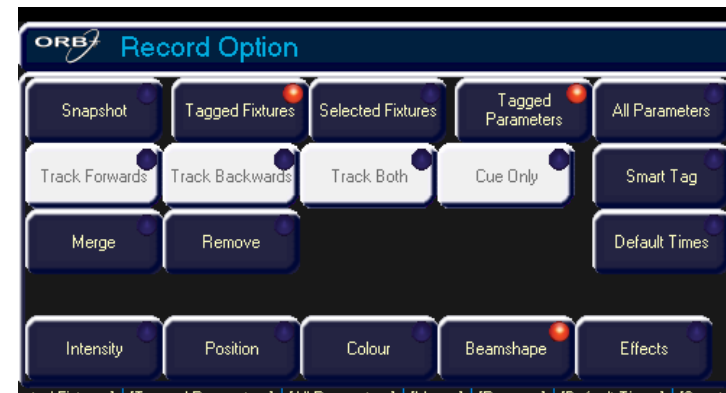 ORB
Record Option
Snapshot
Tagged Fixtures
Selected Fixtures
Tagged
Parameters
All Parameters
Track Forwards
Track Backwards
Track Both
Cue Only
Smart Tag
Merge
Remove
Default Times
Intensity
Position
Colour
Beamshape
Effects